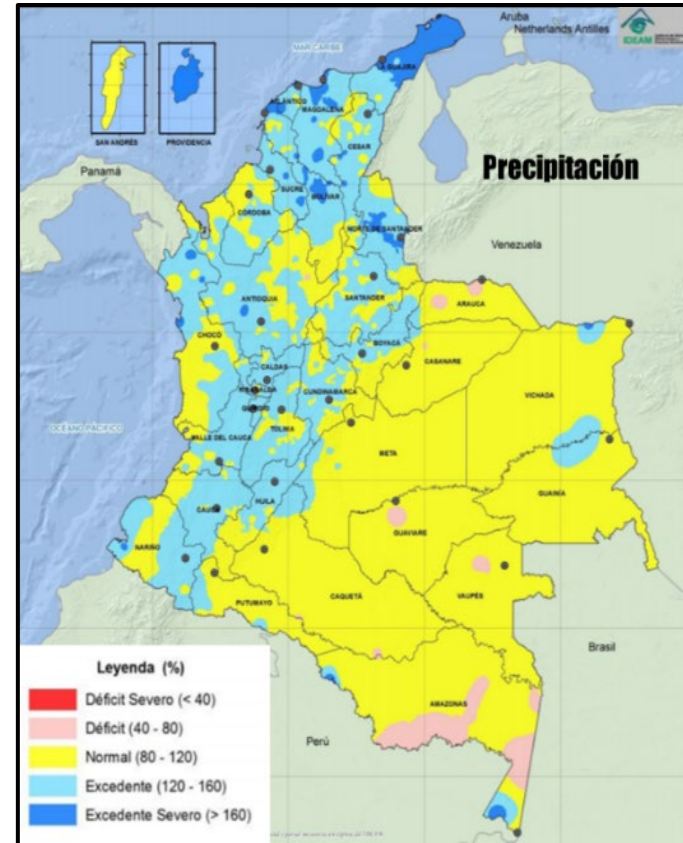 Aruba
Netherlands Antilles
IDEAM
MAR CARIBE
LA GUAJIRA
ATLÁNTICO
MAGDALENA
SAN ANDRÉS
PROVIDENCIA
CESAR
Precipitación
Panamá
SUCRE
BOLÍVAR
CÓRDOBA
NORTE DE SANTANDER
Venezuela
ANTIOQUIA
SANTANDER
ARAUCA
CHOCÓ
BOYACÁ
CASANARE
CALDAS
RISARALDA
CUNDINAMARCA
VICHADA
QUINDÍO
OCÉANO PACÍFICO
TOLIMA
VALLE DEL CAUCA
META
GUAINÍA
HUILA
CAUCA
GUAVIARE
NARIÑO
CAQUETÁ
VAUPÉS
PUTUMAYO
Brasil
Leyenda (%)
Déficit Severo (< 40)
Déficit (40 - 80)
Normal (80 - 120)
Excedente (120 - 160)
Excedente Severo (> 160)
AMAZONAS
Perú